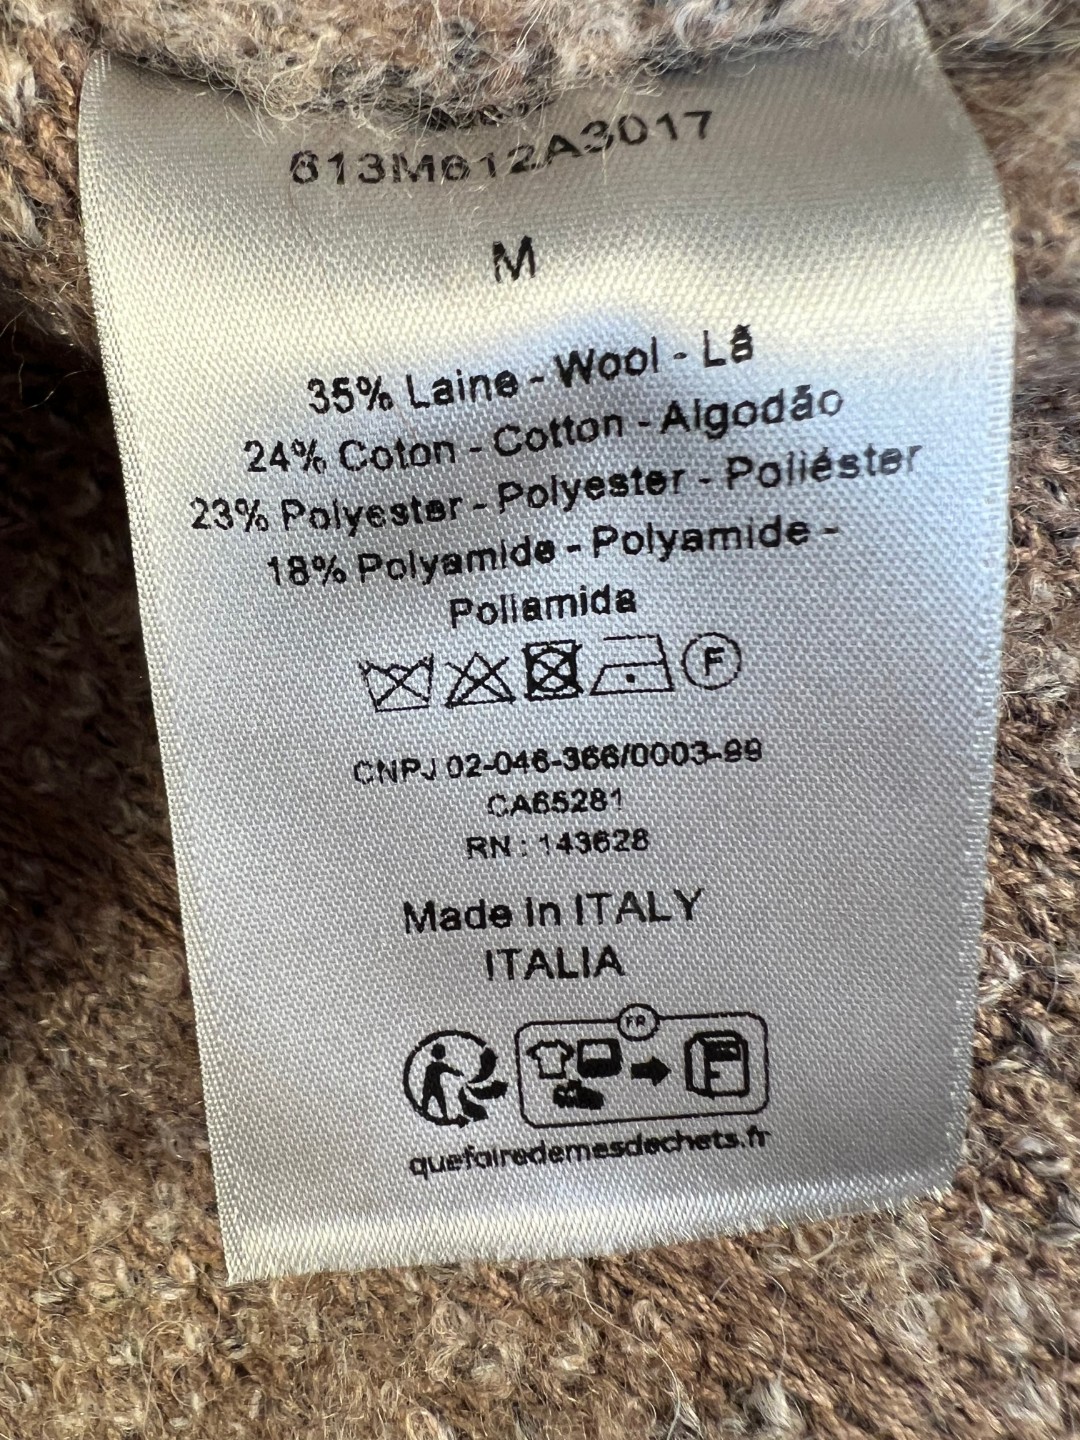 613M612A3017
M
35% Laine - Wool - Lã
24% Coton - Cotton - Algodão
23% Polyester - Polyester - Poliéster
18% Polyamide - Polyamide -
Poliamida
F
CNPJ 02-046-366/0003-99
CA65281
RN : 143628
Made in ITALY
ITALIA
FR
F
quefairedemesdechets.fr